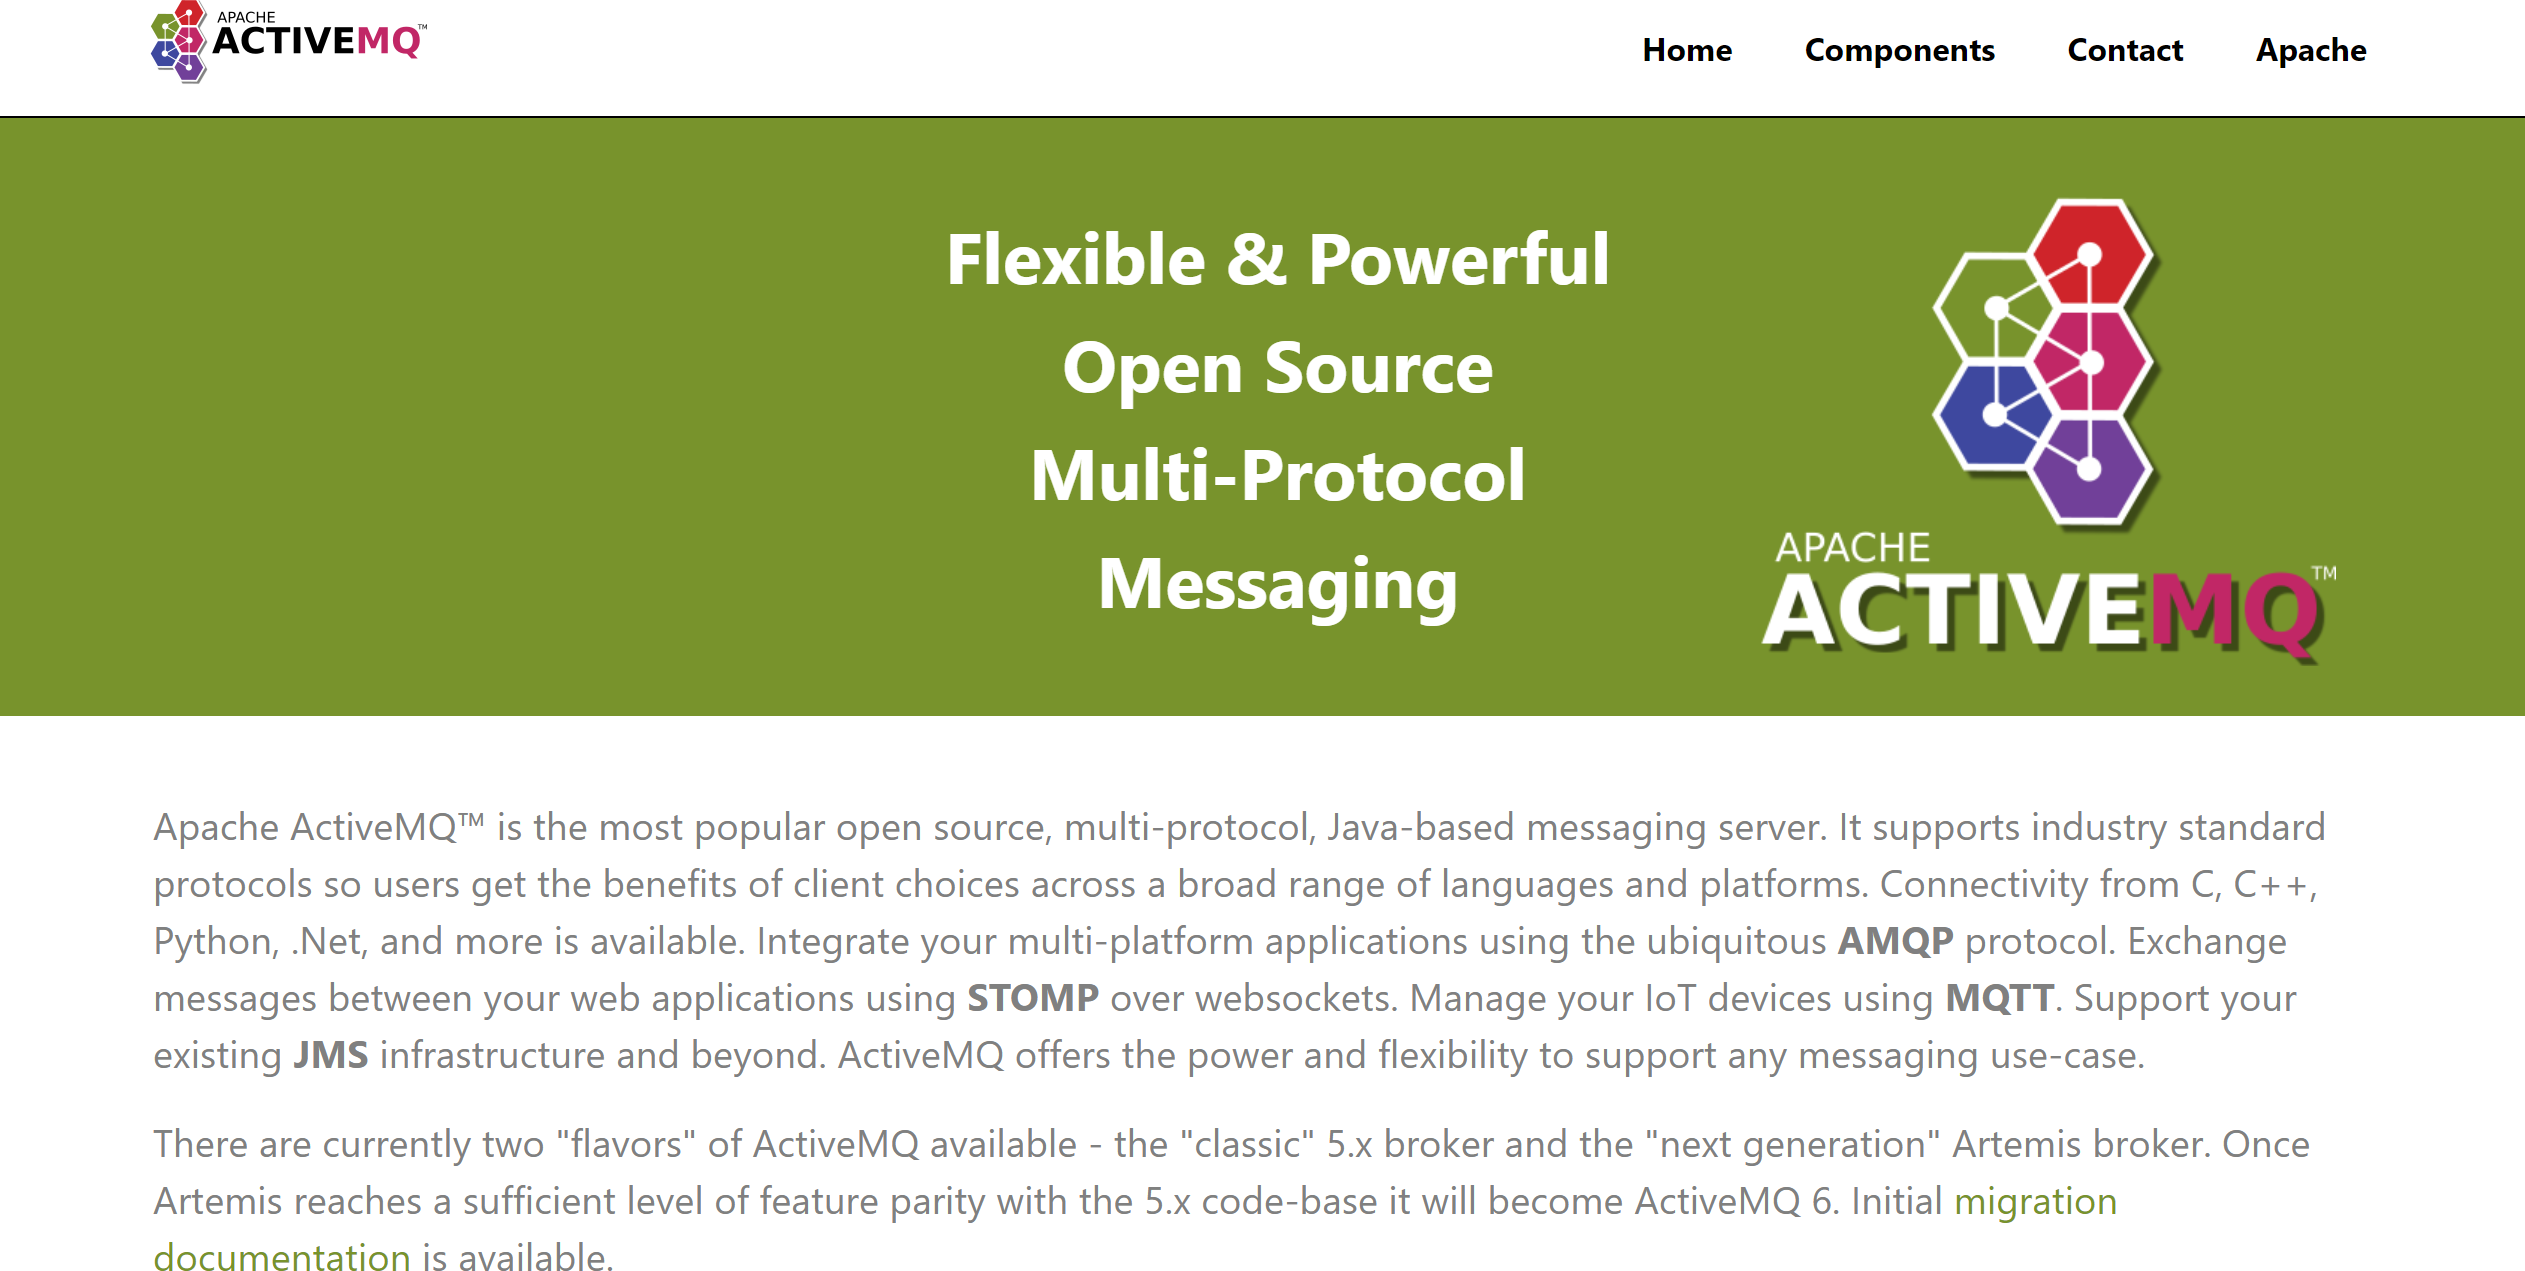 APACHE
ACTIVEMQ™
Home Components Contact Apache
Flexible & Powerful
Open Source
Multi-Protocol
Messaging
APACHE
ACTIVEMQ™
Apache ActiveMQ™ is the most popular open source, multi-protocol, Java-based messaging server. It supports industry standard
protocols so users get the benefits of client choices across a broad range of languages and platforms. Connectivity from C, C++,
Python, .Net, and more is available. Integrate your multi-platform applications using the ubiquitous AMQP protocol. Exchange
messages between your web applications using STOMP over websockets. Manage your IoT devices using MQTT. Support your
existing JMS infrastructure and beyond. ActiveMQ offers the power and flexibility to support any messaging use-case.
There are currently two "flavors" of ActiveMQ available - the "classic" 5.x broker and the "next generation" Artemis broker. Once
Artemis reaches a sufficient level of feature parity with the 5.x code-base it will become ActiveMQ 6. Initial migration
documentation is available.